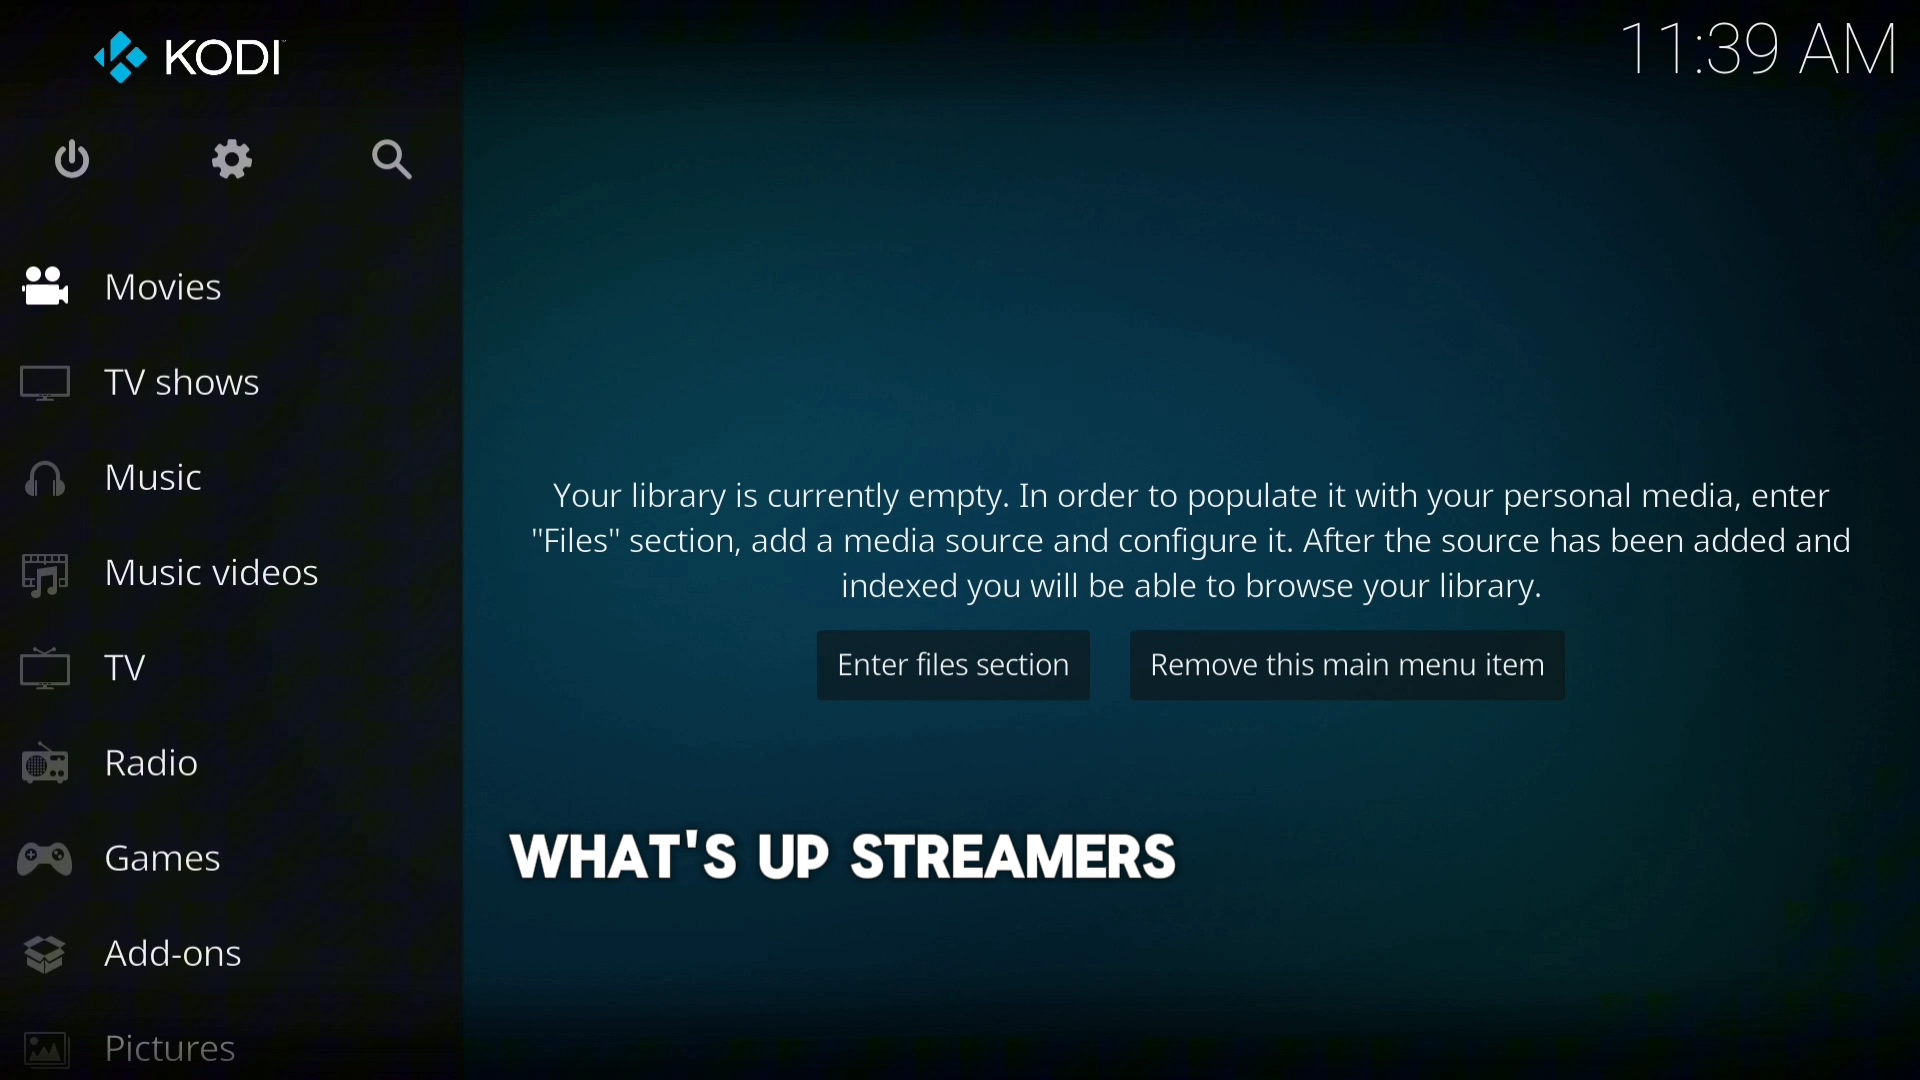 KODI
11:39 AM
Movies
TV shows
Music
Music videos
TV
Radio
Games
Add-ons
Pictures
Your library is currently empty. In order to populate it with your personal media, enter
"Files" section, add a media source and configure it. After the source has been added and
indexed you will be able to browse your library.
Enter files section
Remove this main menu item
WHAT'S UP STREAMERS